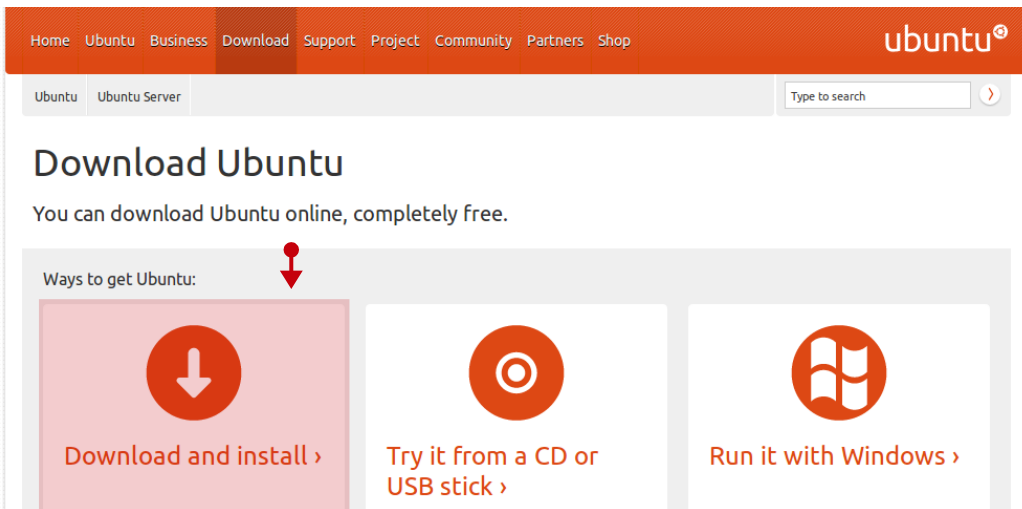 Home Ubuntu Business Download Support Project Community Partners Shop
ubuntu
Ubuntu Ubuntu Server
Type to search
Download Ubuntu
You can download Ubuntu online, completely free.
Ways to get Ubuntu:
Download and install ›
Try it from a CD or
USB stick ›
Run it with Windows ›